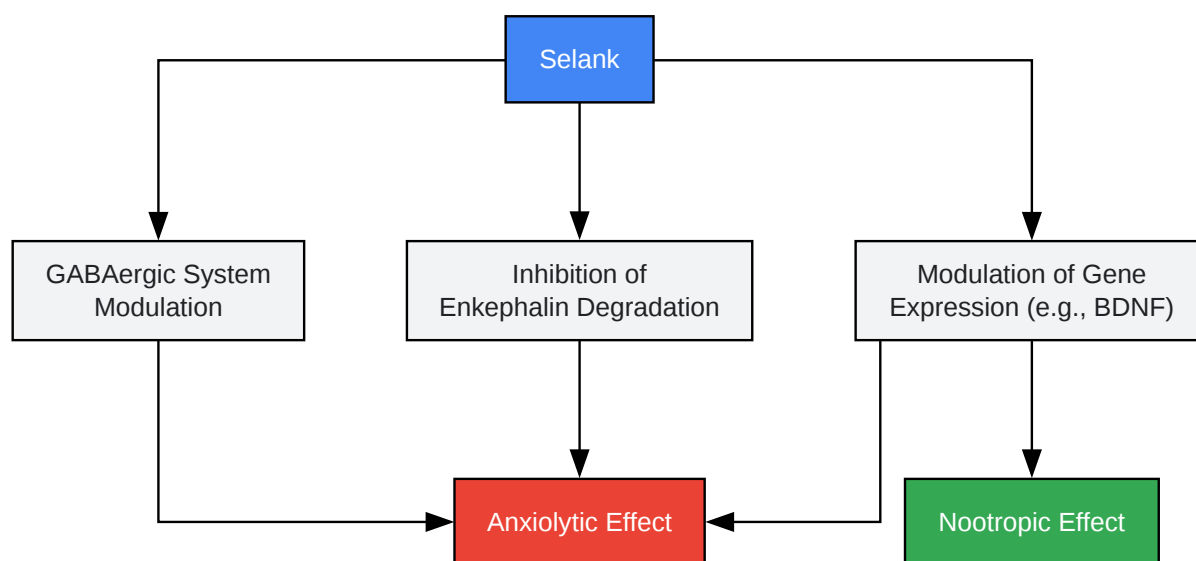 Selank
GABAergic System
Modulation
Inhibition of
Enkephalin Degradation
Modulation of Gene
Expression (e.g., BDNF)
Anxiolytic Effect
Nootropic Effect